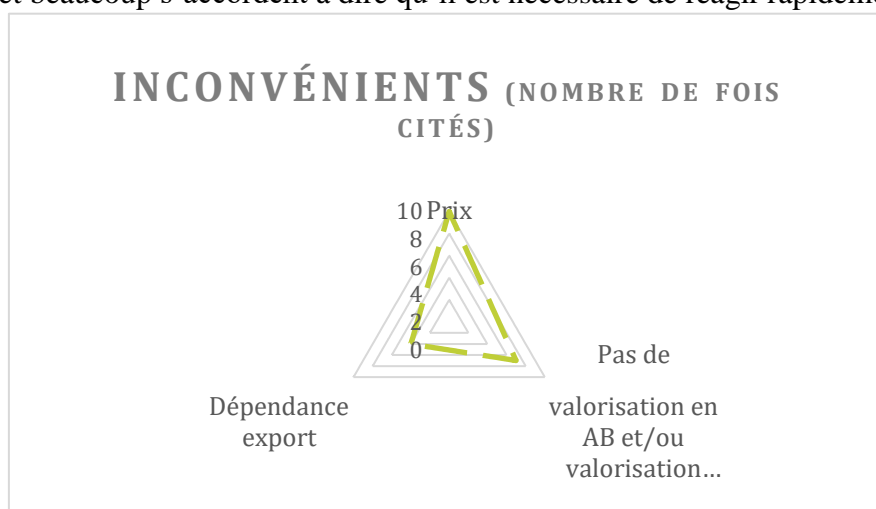 et beaucoup s'accordent à dire qu'il est nécessaire de réagir rapidement
INCONVÉNIENTS (NOMBRE DE FOIS
CITÉS)
10 Prix
8
6
4
2
0
Pas de
valorisation en
AB et/ou
valorisation…
Dépendance
export